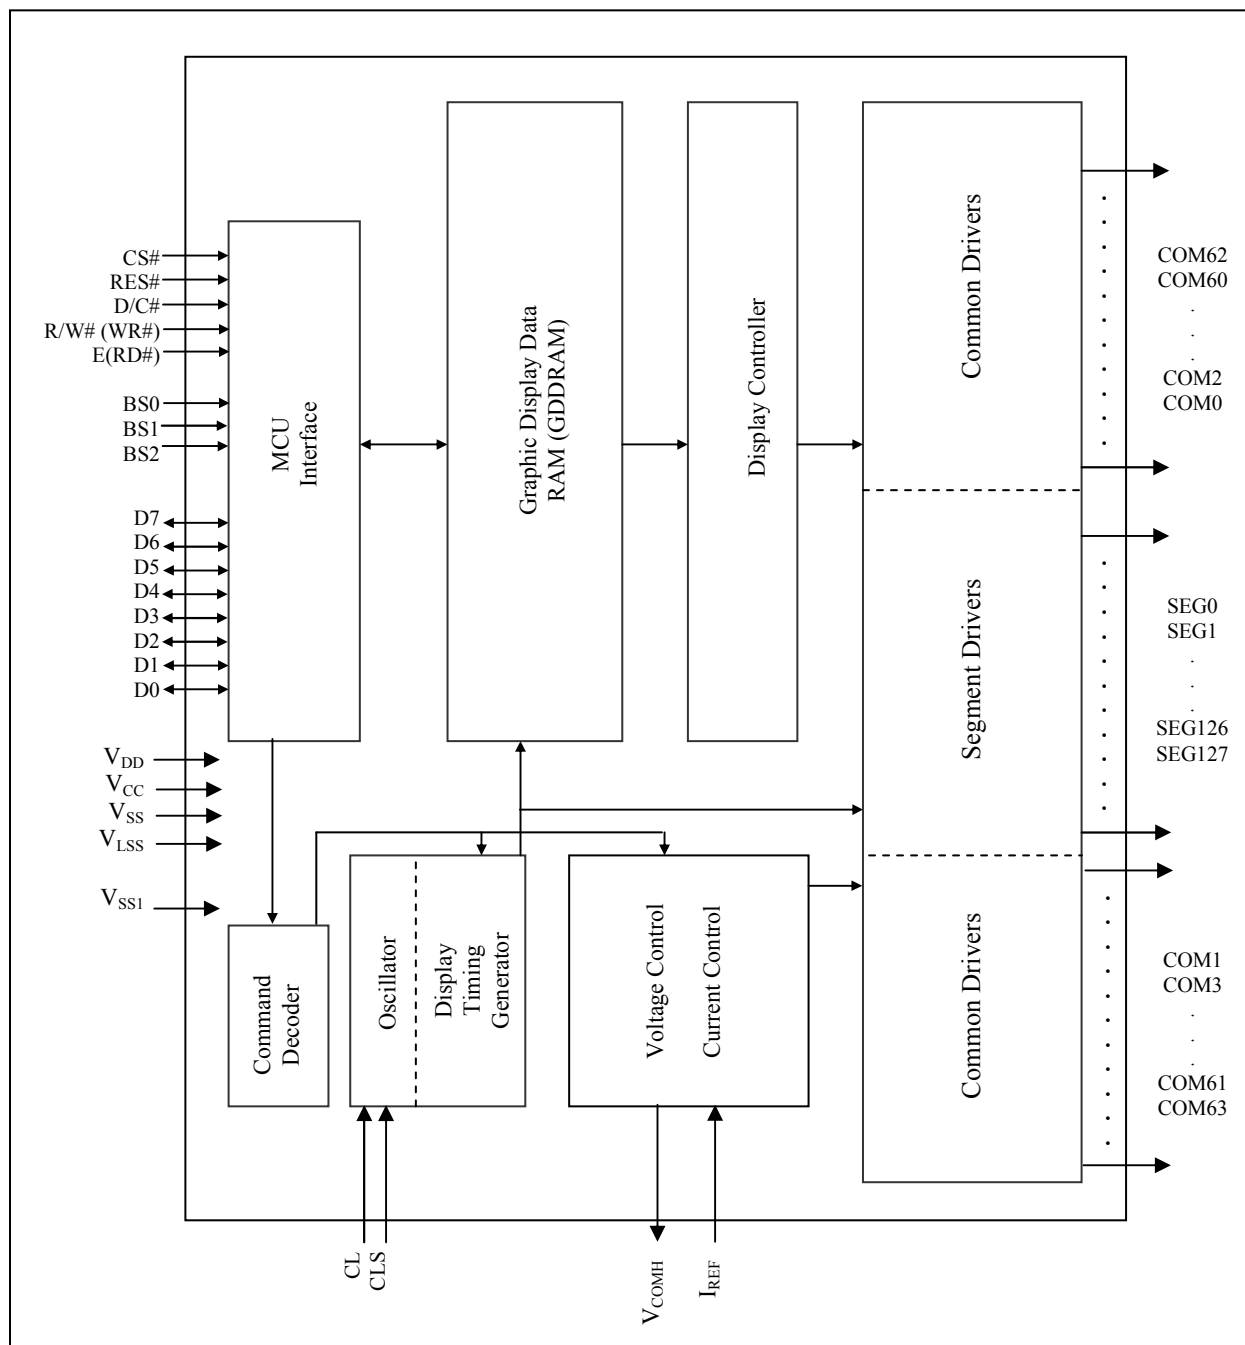 CS#
RES#
D/C#
R/W# (WR#)
E(RD#)
BS0
BS1
BS2
D7
D6
D5
D4
D3
D2
D1
D0
VDD
VCC
VSS
VLSS
VSS1
MCU
Interface
Command
Decoder
Graphic Display Data
RAM (GDDRAM)
Oscillator
Display
Timing
Generator
Display Controller
Voltage Control
Current Control
Common Drivers
Segment Drivers
Common Drivers
COM62
COM60
.
.
.
COM2
COM0
SEG0
SEG1
.
.
.
SEG126
SEG127
COM1
COM3
.
.
.
COM61
COM63
CL
CLS
VCOMH
IREF